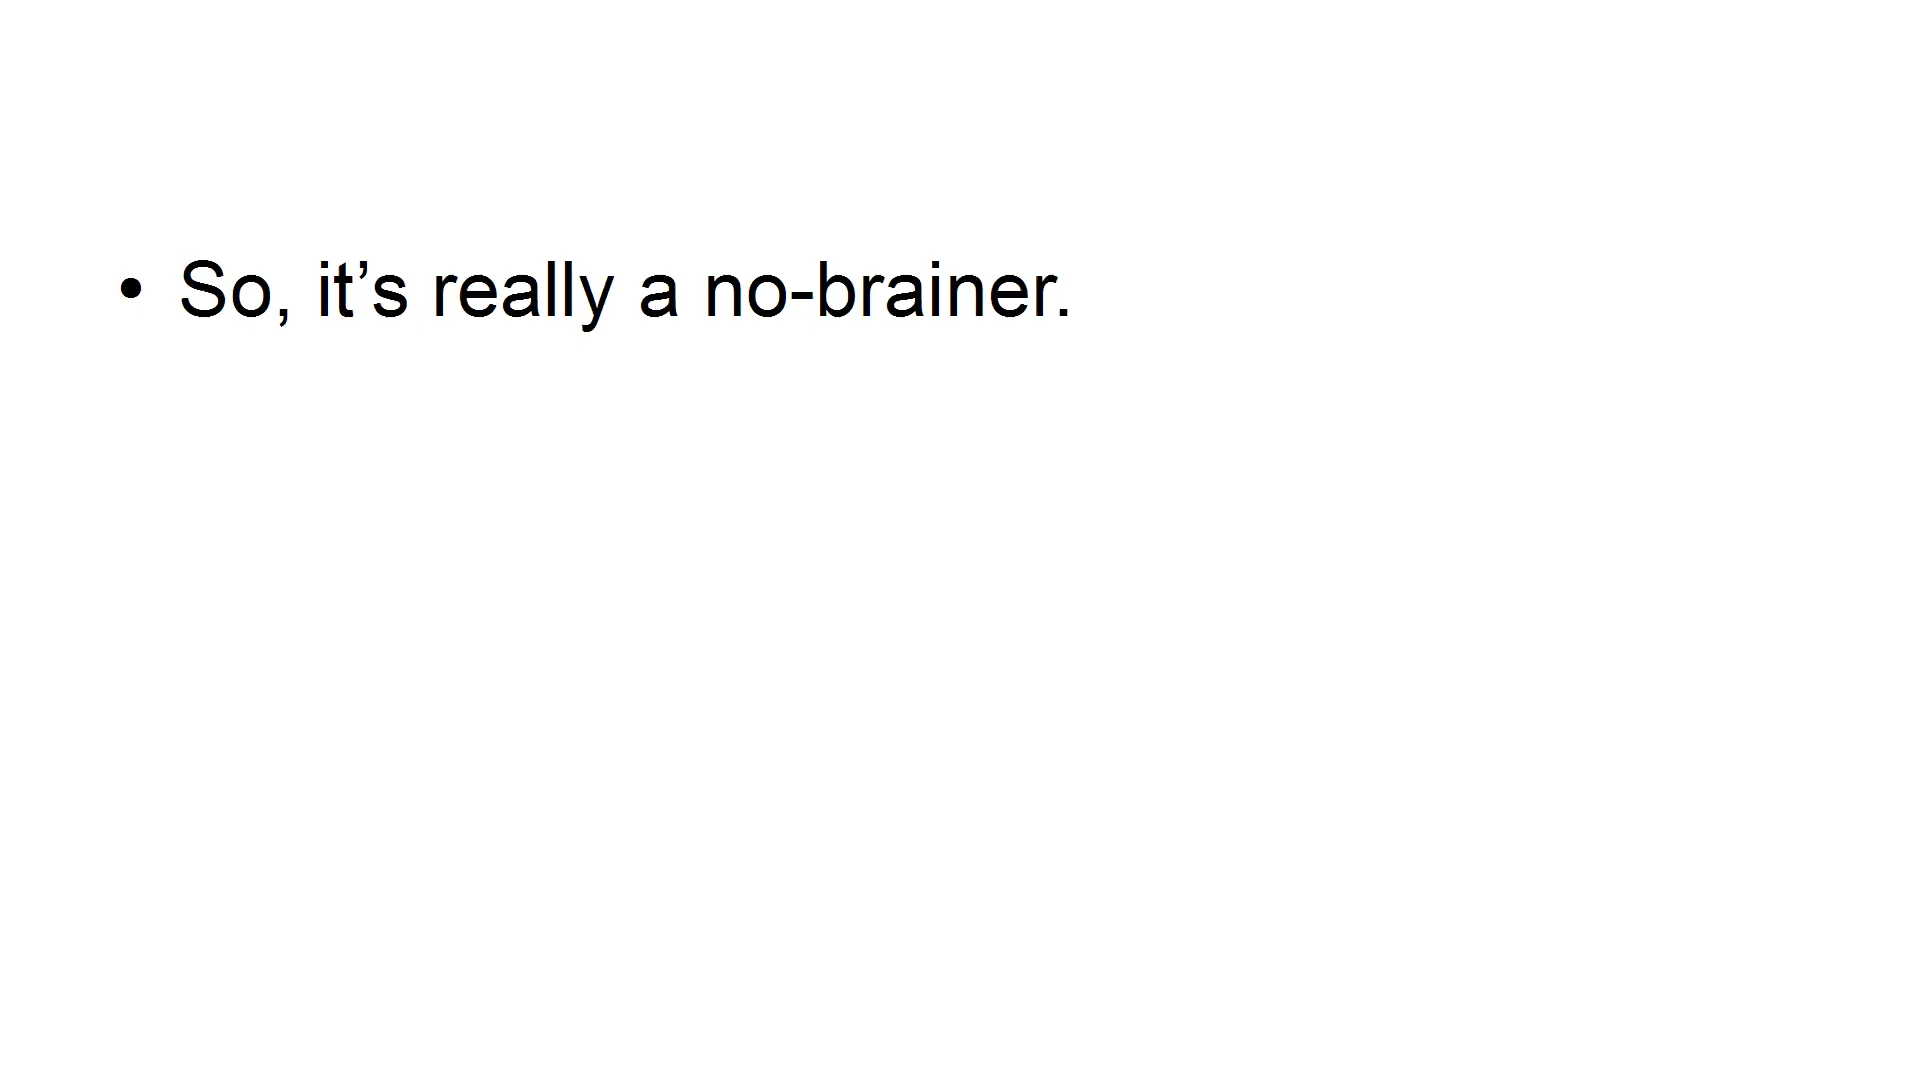 • So, it’s really a no-brainer.